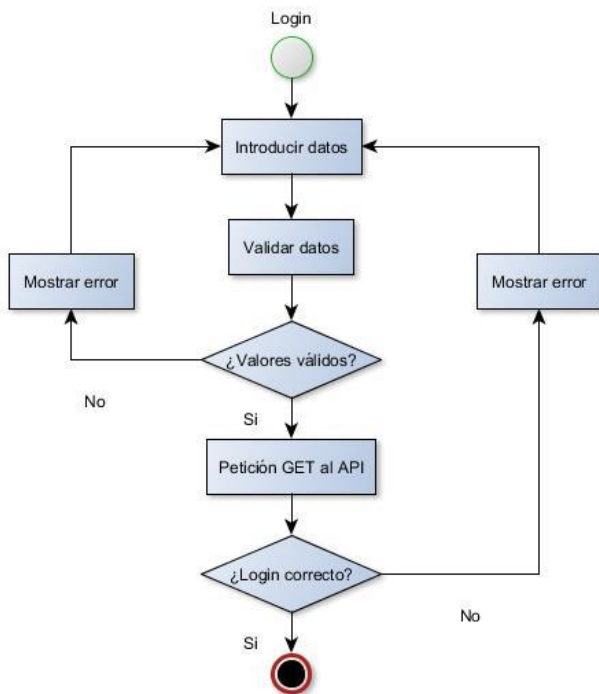 Login
Introducir datos
Validar datos
Mostrar error
Mostrar error
¿Valores válidos?
No
Si
Petición GET al API
¿Login correcto?
No
Si